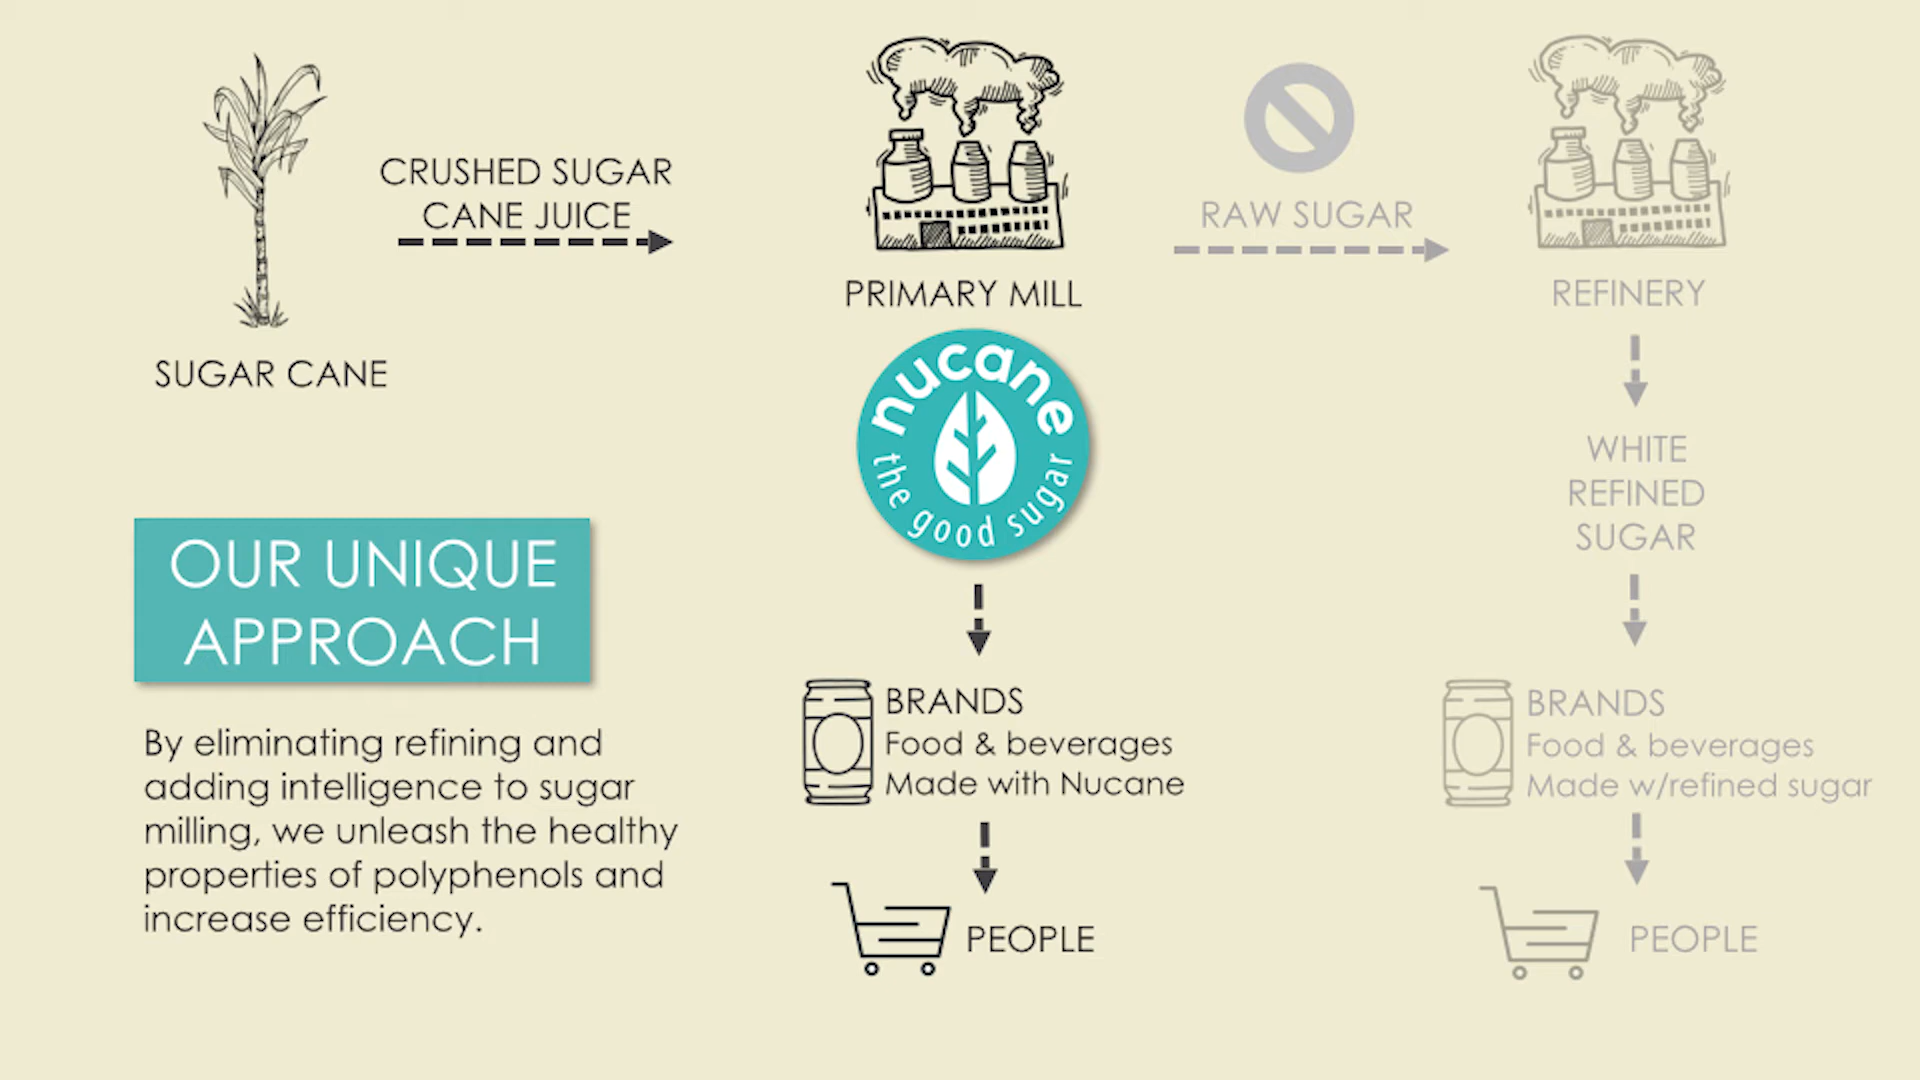 CRUSHED SUGAR
CANE JUICE
SUGAR CANE
PRIMARY MILL
RAW SUGAR
REFINERY
nucane
the good sugar
WHITE
REFINED
SUGAR
OUR UNIQUE
APPROACH
By eliminating refining and
adding intelligence to sugar
milling, we unleash the healthy
properties of polyphenols and
increase efficiency.
BRANDS
Food & beverages
Made with Nucane
PEOPLE
BRANDS
Food & beverages
Made w/refined sugar
PEOPLE